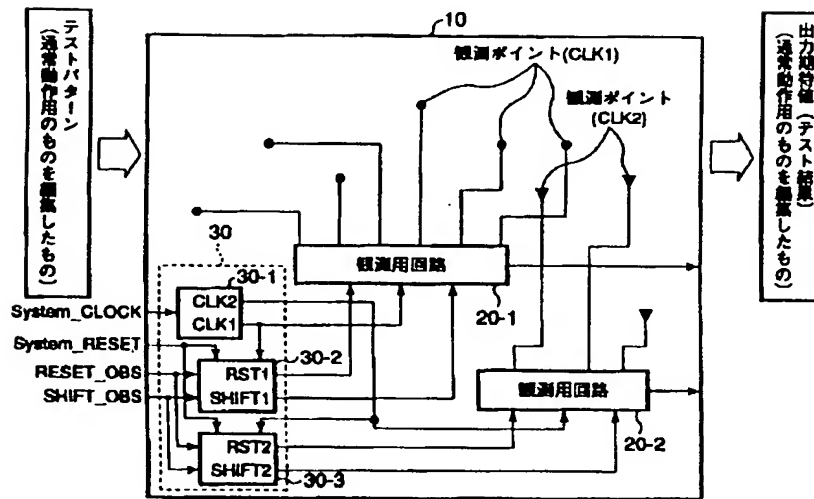 テストパターン
(通常動作用のものを編集したもの)
10
観測ポイント(CLK1)
観測ポイント
(CLK2)
出力期待値 (テスト結果)
(通常動作用のものを編集したもの)
30
30-1
観測用回路
20-1
System_CLOCK
CLK2
CLK1
System_RESET
30-2
RESET_OBS
RST1
SHIFT_OBS
SHIFT1
観測用回路
20-2
RST2
SHIFT2
30-3